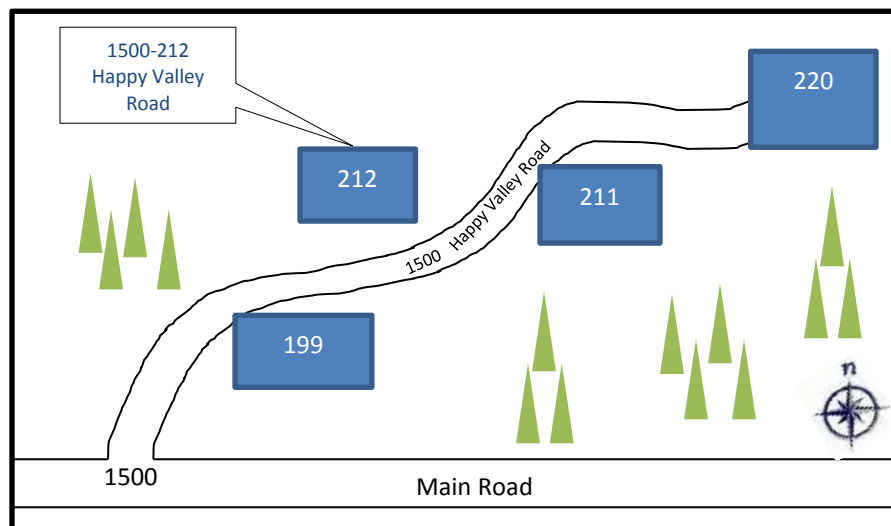 1500-212
Happy Valley
Road
220
212
211
1500 Happy Valley Road
199
n
1500
Main Road